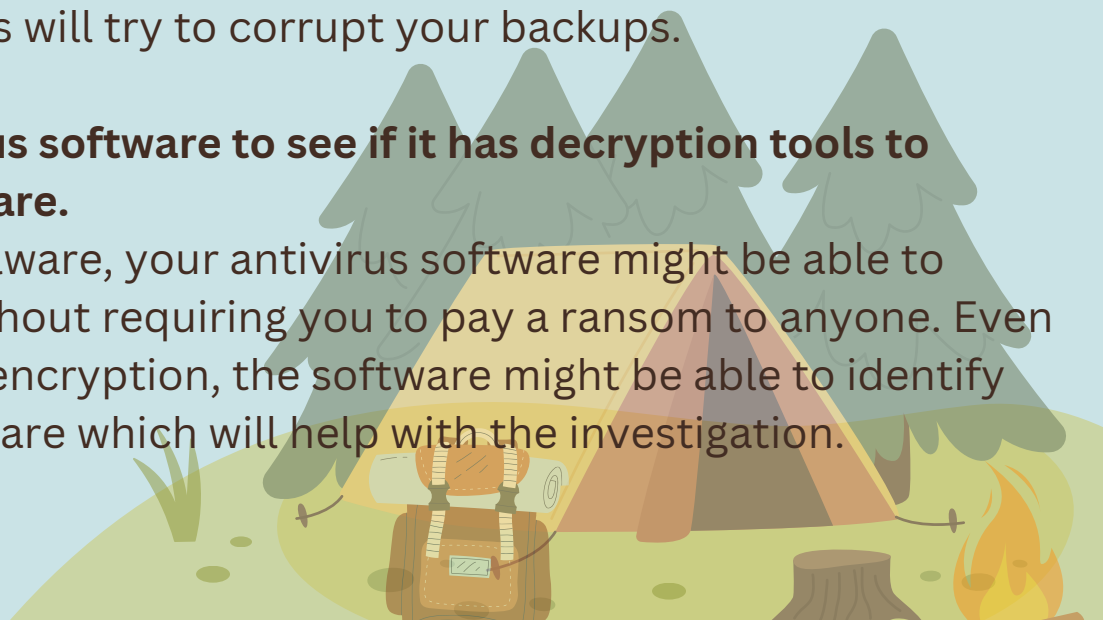 s will try to corrupt your backups.
us software to see if it has decryption tools to
are.
ware, your antivirus software might be able to
hout requiring you to pay a ransom to anyone. Even
encryption, the software might be able to identify
are which will help with the investigation.